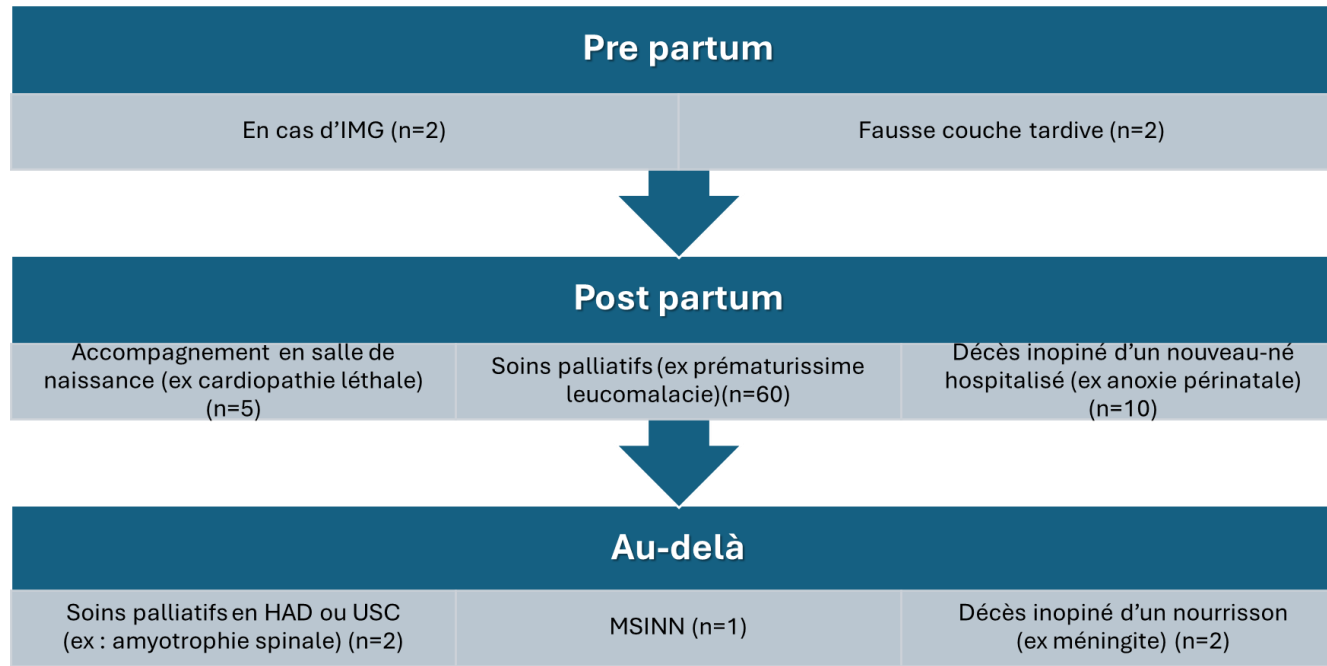 Pre partum
En cas d’IMG (n=2)
Fausse couche tardive (n=2)
Post partum
Accompagnement en salle de
naissance (ex cardiopathie léthale)
(n=5)
Soins palliatifs (ex prématurissime
leucomalacie)(n=60)
Décès inopiné d’un nouveau-né
hospitalisé (ex anoxie périnatale)
(n=10)
Au-delà
Soins palliatifs en HAD ou USC
(ex : amyotrophie spinale) (n=2)
MSINN (n=1)
Décès inopiné d’un nourrisson
(ex méningite) (n=2)